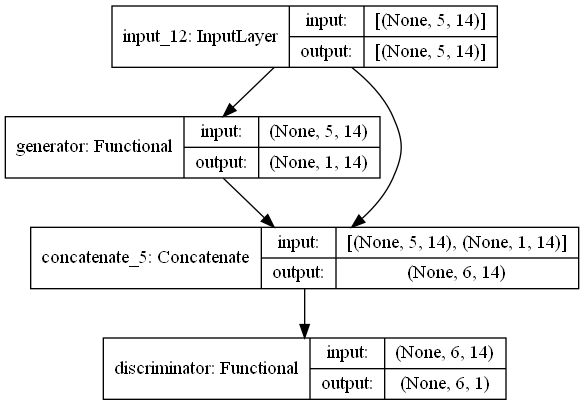 input_12: InputLayer
input: [(None, 5, 14)]
output: [(None, 5, 14)]
generator: Functional
input: (None, 5, 14)
output: (None, 1, 14)
concatenate_5: Concatenate
input: [(None, 5, 14), (None, 1, 14)]
output: (None, 6, 14)
discriminator: Functional
input: (None, 6, 14)
output: (None, 6, 1)